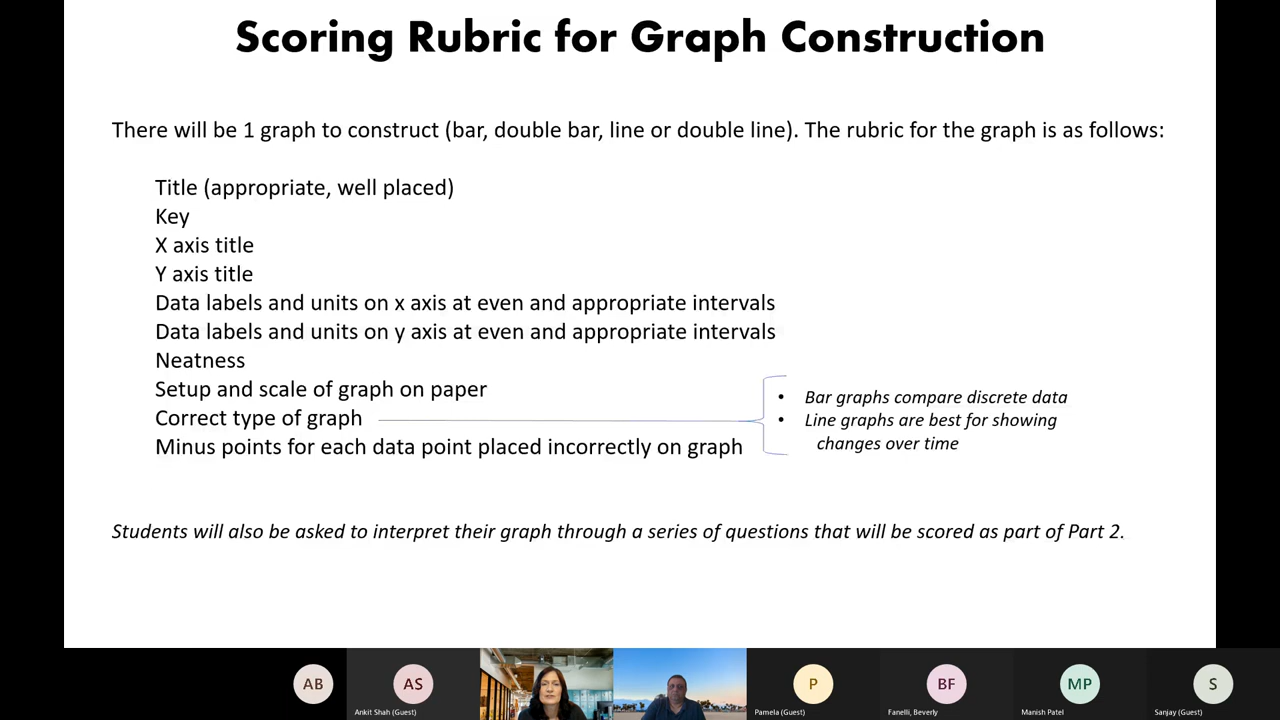 Scoring Rubric for Graph Construction
There will be 1 graph to construct (bar, double bar, line or double line). The rubric for the graph is as follows:
Title (appropriate, well placed)
Key
X axis title
Y axis title
Data labels and units on x axis at even and appropriate intervals
Data labels and units on y axis at even and appropriate intervals
Neatness
Setup and scale of graph on paper
Correct type of graph
Minus points for each data point placed incorrectly on graph
• Bar graphs compare discrete data
• Line graphs are best for showing
changes over time
Students will also be asked to interpret their graph through a series of questions that will be scored as part of Part 2.
AB
AS
Ankit Shah (Guest)
P
Pamela (Guest)
BF
Fanelli, Beverly
MP
Manish Patel
S
Sanjay (Guest)